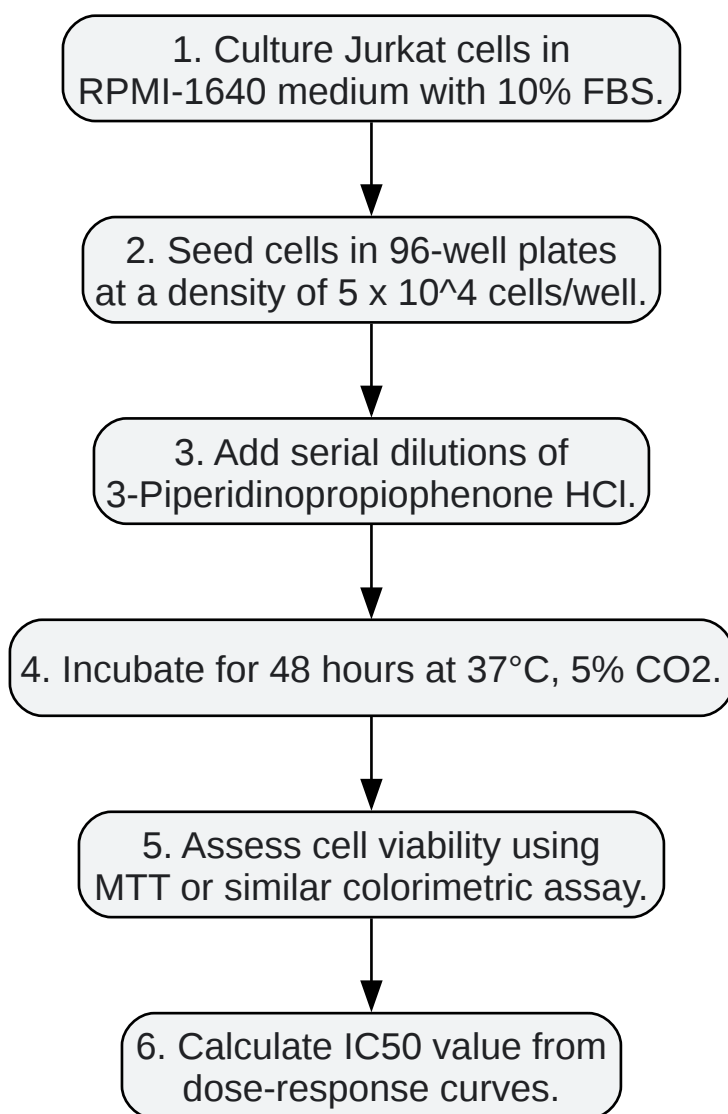 1. Culture Jurkat cells in
RPMI-1640 medium with 10% FBS.
2. Seed cells in 96-well plates
at a density of 5 x 10^4 cells/well.
3. Add serial dilutions of
3-Piperidinopropiophenone HCl.
4. Incubate for 48 hours at 37°C, 5% CO2.
5. Assess cell viability using
MTT or similar colorimetric assay.
6. Calculate IC50 value from
dose-response curves.